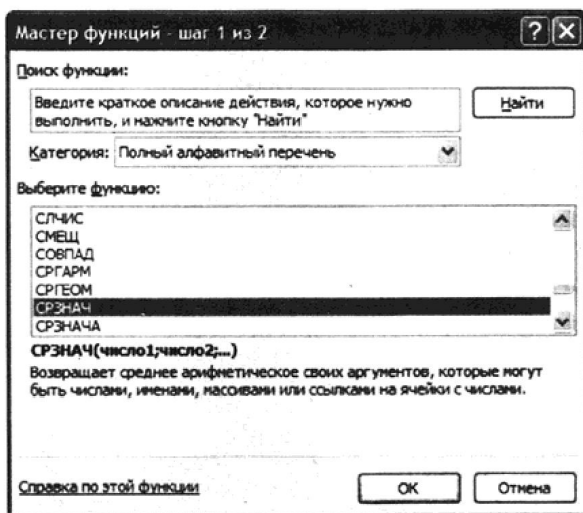 Мастер функций - шаг 1 из 2
Поиск функции:
Введите краткое описание действия, которое нужно
выполнить, и нажмите кнопку "Найти"
Найти
Категория: Полный алфавитный перечень
Выберите функцию:
СЛЧИС
СМЕЩ
СОВПАД
СРГАРМ
СРГЕОМ
СРЗНАЧ
СРЗНАЧА
СРЗНАЧ(число1;число2;...)
Возвращает среднее арифметическое своих аргументов, которые могут
быть числами, именами, массивами или ссылками на ячейки с числами.
Справка по этой функции
ОК
Отмена